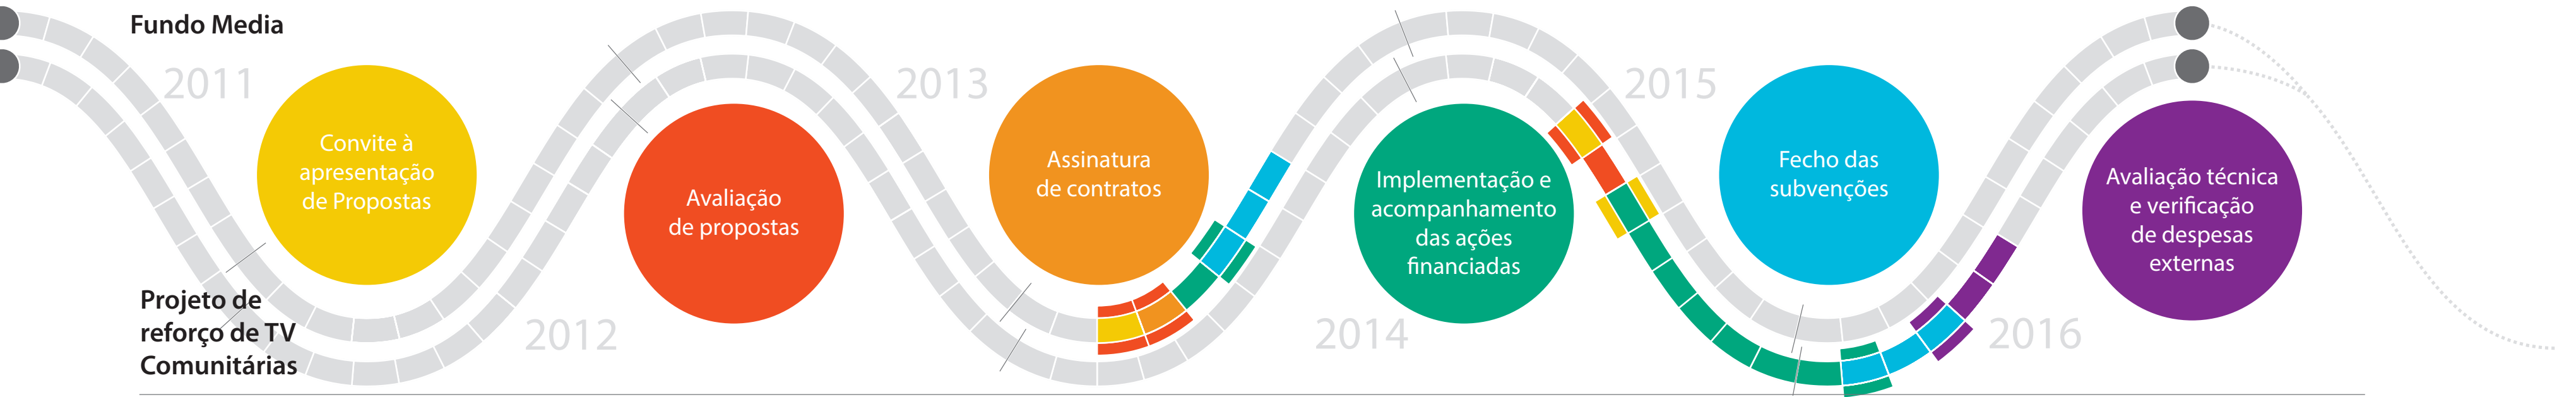 Fundo Media
2011
Convite à
apresentação
de Propostas
Projeto de
reforço de TV
Comunitárias
2012
Avaliação
de propostas
2013
Assinatura
de contratos
2014
Implementação e
acompanhamento
das ações
financiadas
2015
Fecho das
subvenções
2016
Avaliação técnica
e verificação
de despesas
externas